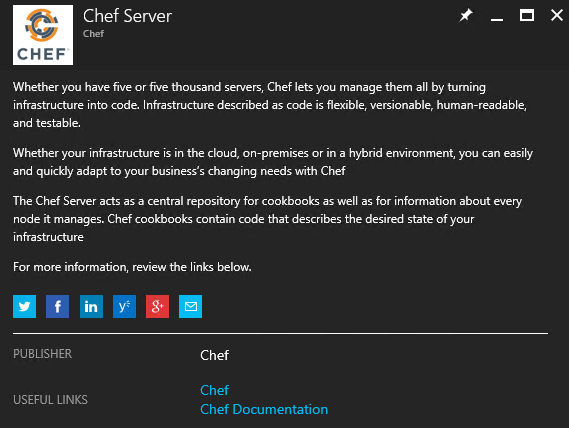 Chef Server
Chef
CHEF
Whether you have five or five thousand servers, Chef lets you manage them all by turning
infrastructure into code. Infrastructure described as code is flexible, versionable, human-readable,
and testable.
Whether your infrastructure is in the cloud, on-premises or in a hybrid environment, you can easily
and quickly adapt to your business's changing needs with Chef
The Chef Server acts as a central repository for cookbooks as well as for information about every
node it manages. Chef cookbooks contain code that describes the desired state of your
infrastructure
For more information, review the links below.
f in y g+
PUBLISHER Chef
USEFUL LINKS Chef
Chef Documentation